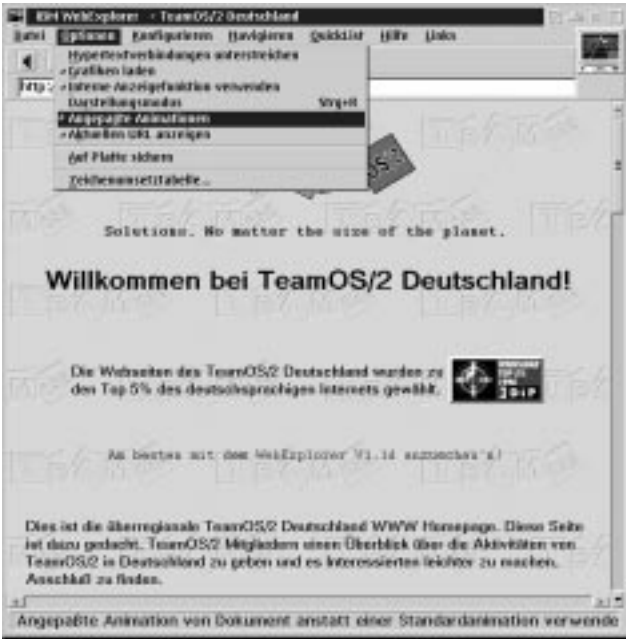 IBM WebExplorer - TeamOS/2 Deutschland
Datei Optionen Konfigurieren Navigieren QuickList Hilfe Links
Hypertextverbindungen unterstreichen
Grafiken laden
Interne Anzeigefunktion verwenden
Darstellungsmodus Strg+R
Angepaßte Animationen
Aktuellen URL anzeigen
Auf Platte sichern
Zeichenumsetztabelle...
http:
OS/2
Solutions. No matter the size of the planet.
Willkommen bei TeamOS/2 Deutschland!
Die Webseiten des TeamOS/2 Deutschland wurden zu
den Top 5% des deutschsprachigen Internets gewählt.
Am besten mit dem WebExplorer V1.1d anzuschau'n!
Dies ist die überregionale TeamOS/2 Deutschland WWW Homepage. Diese Seite
ist dazu gedacht, TeamOS/2 Mitgliedern einen Überblick über die Aktivitäten von
TeamOS/2 in Deutschland zu geben und es Interessierten leichter zu machen,
Anschluß zu finden.
Angepaßte Animation von Dokument anstatt einer Standardanimation verwende